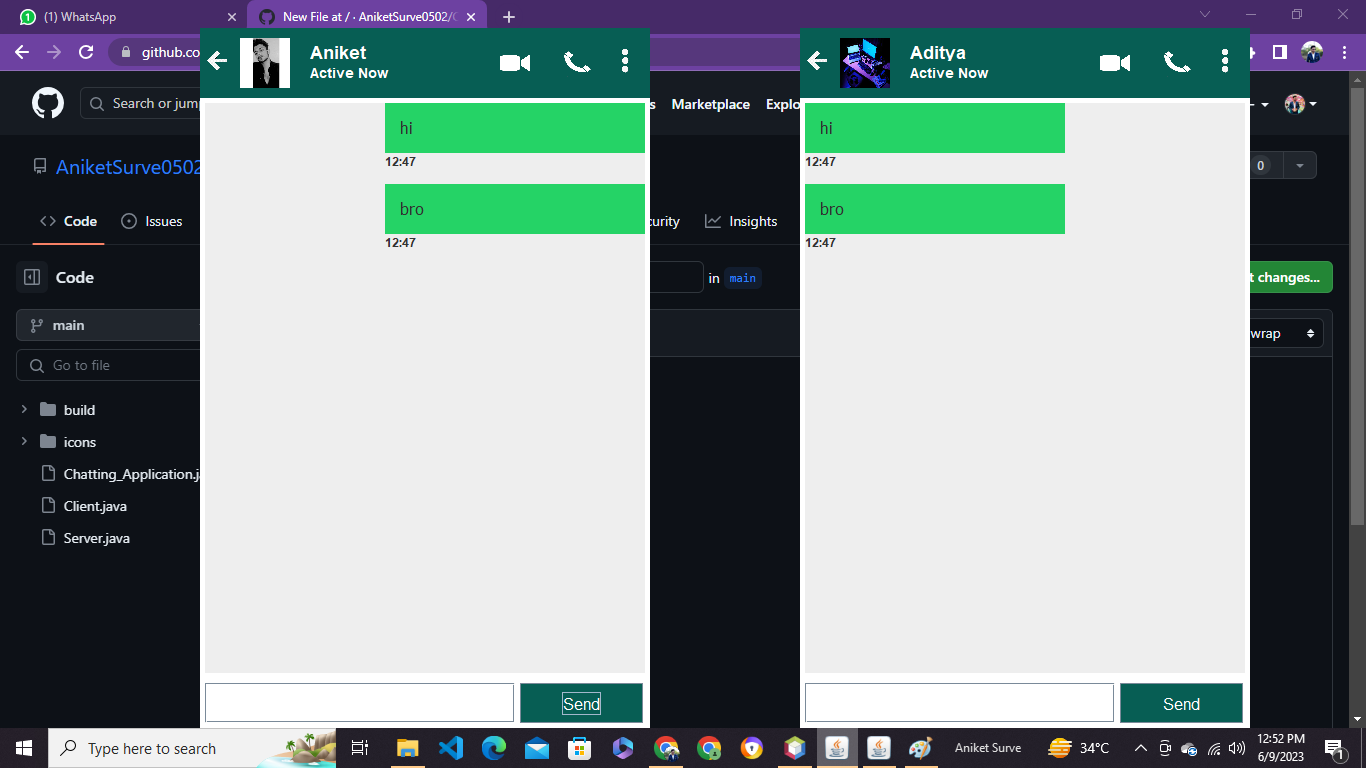 (1) WhatsApp
New File at / · AniketSurve0502/C
github.co
Aniket
Active Now
Aditya
Active Now
Search or jum
Marketplace
Explo
AniketSurve0502
0
hi
12:47
bro
12:47
hi
12:47
bro
12:47
Code
Issues
curity
Insights
Code
in
main
t changes...
main
wrap
Go to file
build
icons
Chatting_Application.j
Client.java
Server.java
Send
Send
Type here to search
Aniket Surve
34°C
12:52 PM
6/9/2023
1